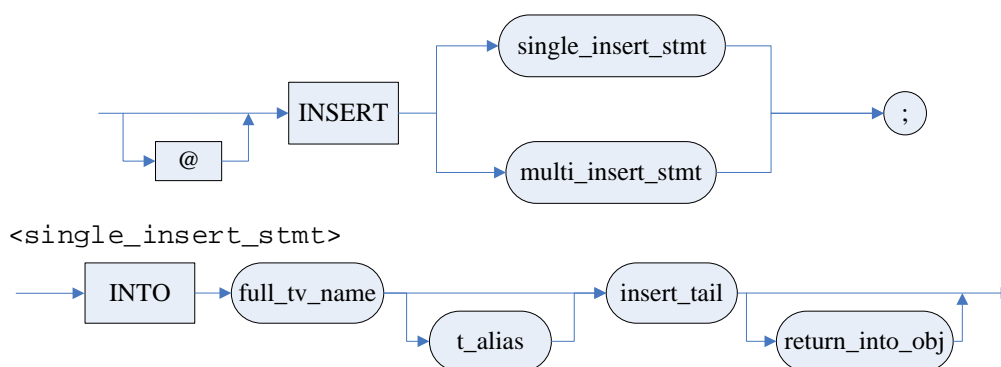 single_insert_stmt
INSERT
;
@
multi_insert_stmt
<single_insert_stmt>
INTO full_tv_name insert_tail
t_alias return_into_obj